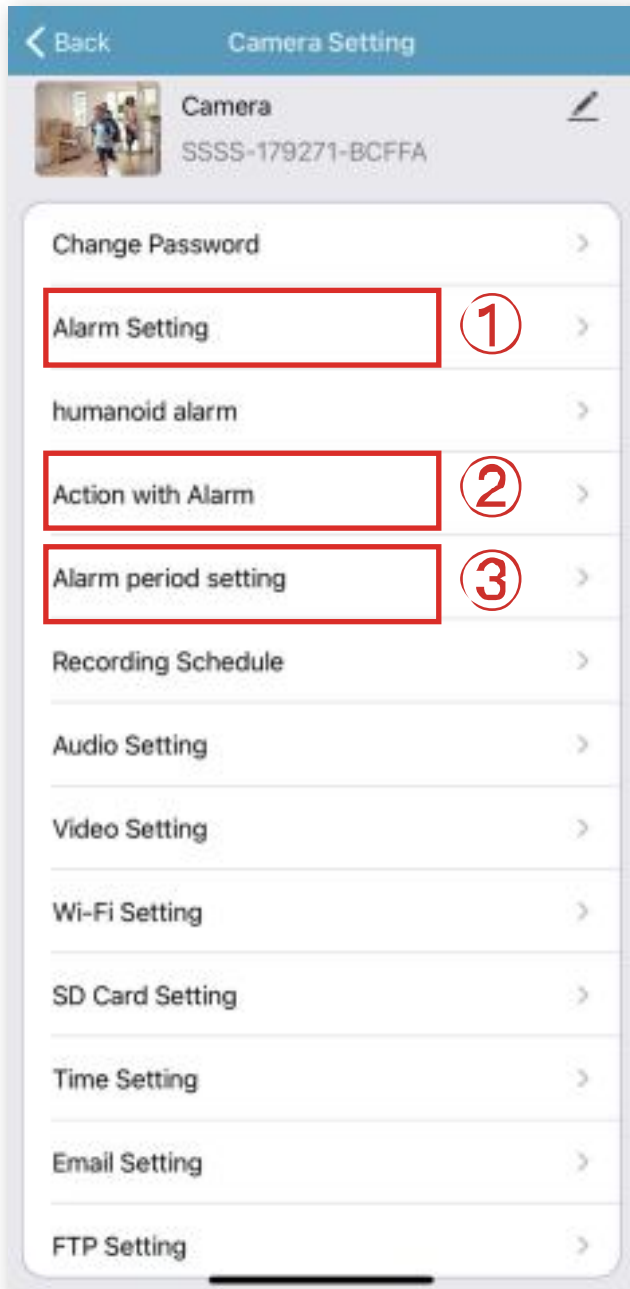 Back Camera Setting
Camera
SSSS-179271-BCFFA
Change Password
Alarm Setting ①
humanoid alarm
Action with Alarm ②
Alarm period setting ③
Recording Schedule
Audio Setting
Video Setting
Wi-Fi Setting
SD Card Setting
Time Setting
Email Setting
FTP Setting